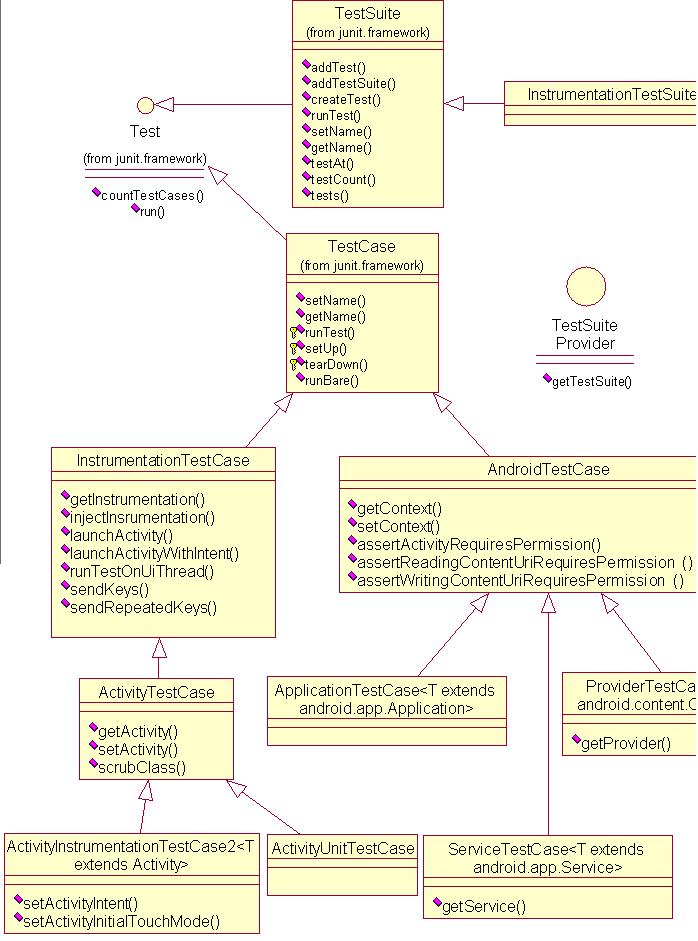 TestSuite
(from junit.framework)
addTest()
addTestSuite()
createTest()
runTest()
setName()
getName()
testAt()
testCount()
tests()
InstrumentationTestSuite
Test
(from junit.framework)
countTestCases()
run()
TestCase
(from junit.framework)
setName()
getName()
runTest()
setUp()
tearDown()
runBare()
TestSuite
Provider
getTestSuite()
InstrumentationTestCase
getInstrumentation()
injectInsrumentation()
launchActivity()
launchActivityWithIntent()
runTestOnUiThread()
sendKeys()
sendRepeatedKeys()
AndroidTestCase
getContext()
setContext()
assertActivityRequiresPermission()
assertReadingContentUriRequiresPermission ()
assertWritingContentUriRequiresPermission ()
ActivityTestCase
getActivity()
setActivity()
scrubClass()
ApplicationTestCase<T extends
android.app.Application>
ProviderTestCa
android.content.C
getProvider()
ActivityInstrumentationTestCase2<T
extends Activity>
setActivityIntent()
setActivityInitialTouchMode()
ActivityUnitTestCase
ServiceTestCase<T extends
android.app.Service>
getService()